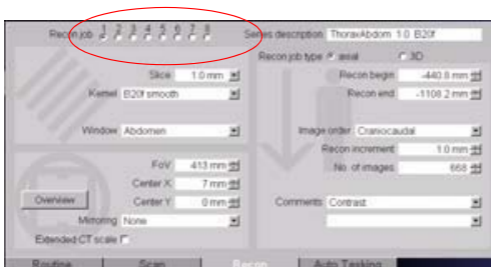 Recon job 1 2 3 4 5 6 7 8 Series description ThoraxAbdom 1.0 B20f
Recon job type axial 3D
Slice 1.0 mm Recon begin -440.8 mm
Kernel B20f smooth Recon end -1108.2 mm
Window Abdomen Image order Craniocaudal
Recon increment 1.0 mm
FoV 413 mm No. of images 668
Center X 7 mm
Overview Center Y 0 mm Comments Contrast
Mirroring None
Extended CT scale
Routine Scan Recon Auto Tasking